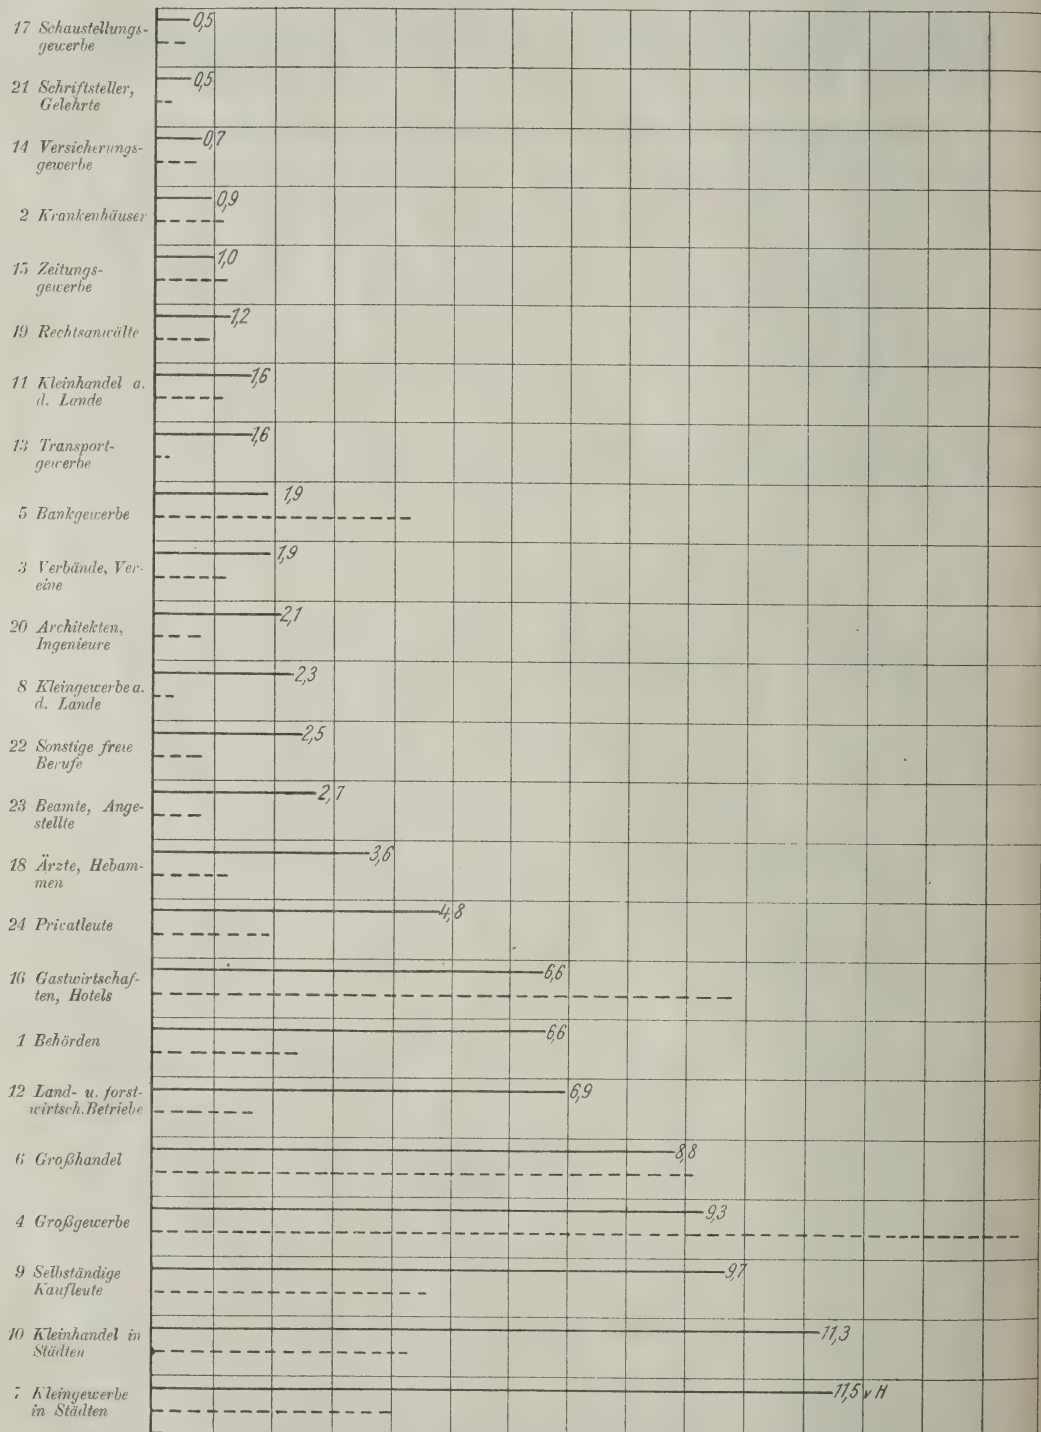 17 Schaustellungs- 0,5
gewerbe
21 Schriftsteller, 0,5
Gelehrte
14 Versicherungs- 0,7
gewerbe
2 Krankenhäuser 0,9
15 Zeitungs- 1,0
gewerbe
19 Rechtsanwälte 1,2
11 Kleinhandel a. 1,6
d. Lande
13 Transport- 1,6
gewerbe
5 Bankgewerbe 1,9
3 Verbände, Ver- 1,9
eine
20 Architekten, 2,1
Ingenieure
8 Kleingewerbe a. 2,3
d. Lande
22 Sonstige freie 2,5
Berufe
23 Beamte, Ange- 2,7
stellte
18 Ärzte, Hebam- 3,6
men
24 Privatleute 4,8
16 Gastwirtschaf- 6,6
ten, Hotels
1 Behörden 6,6
12 Land- u. forst- 6,9
wirtsch. Betriebe
6 Großhandel 8,8
4 Großgewerbe 9,3
9 Selbständige 9,7
Kaufleute
10 Kleinhandel in 11,3
Städten
7 Kleingewerbe 11,5 v H
in Städten